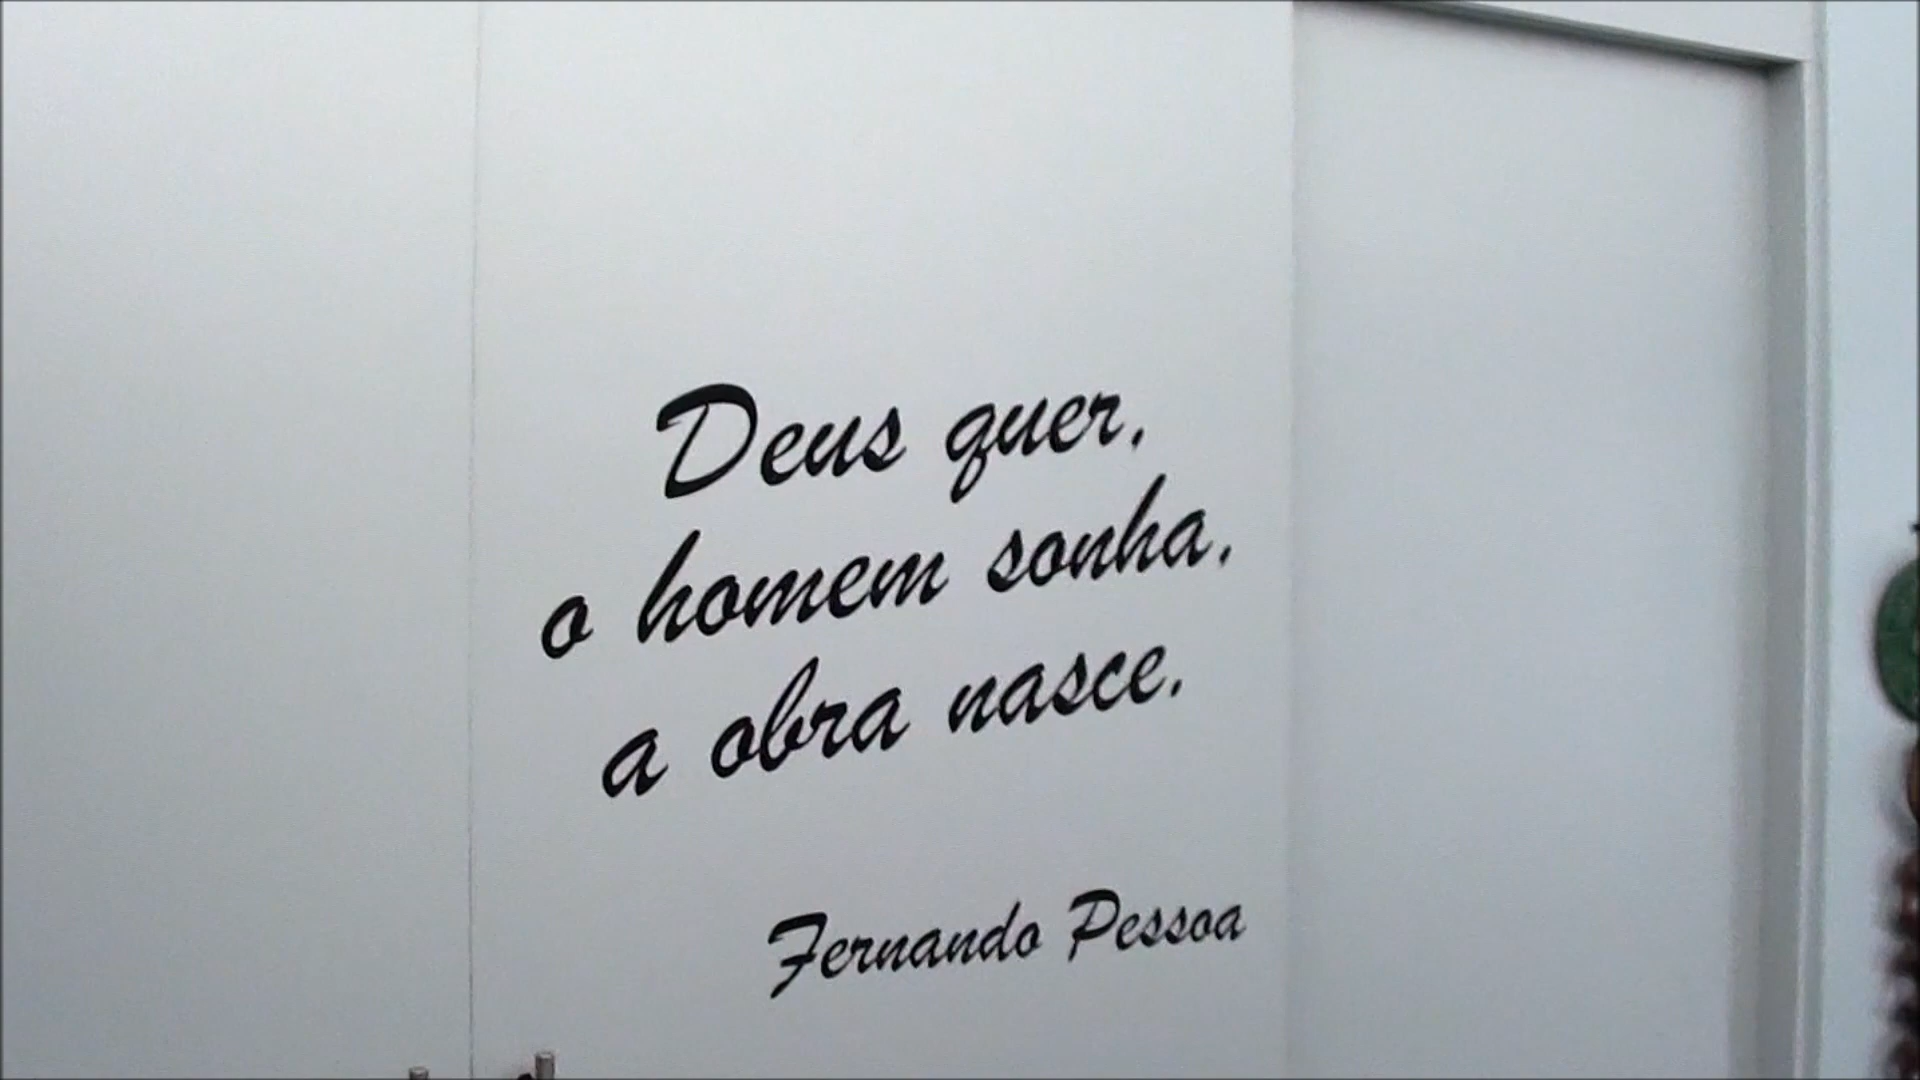 Deus quer,
o homem sonha,
a obra nasce.
Fernando Pessoa